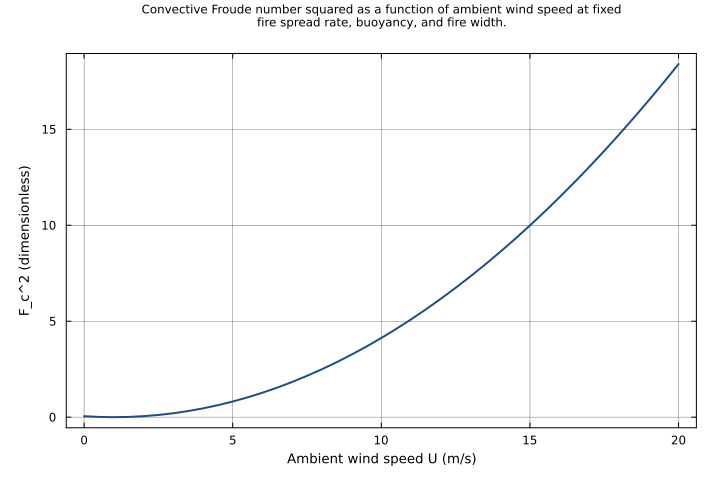 Convective Froude number squared as a function of ambient wind speed at fixed
fire spread rate, buoyancy, and fire width.
F_c^2 (dimensionless)
15
10
5
0
0 5 10 15 20
Ambient wind speed U (m/s)